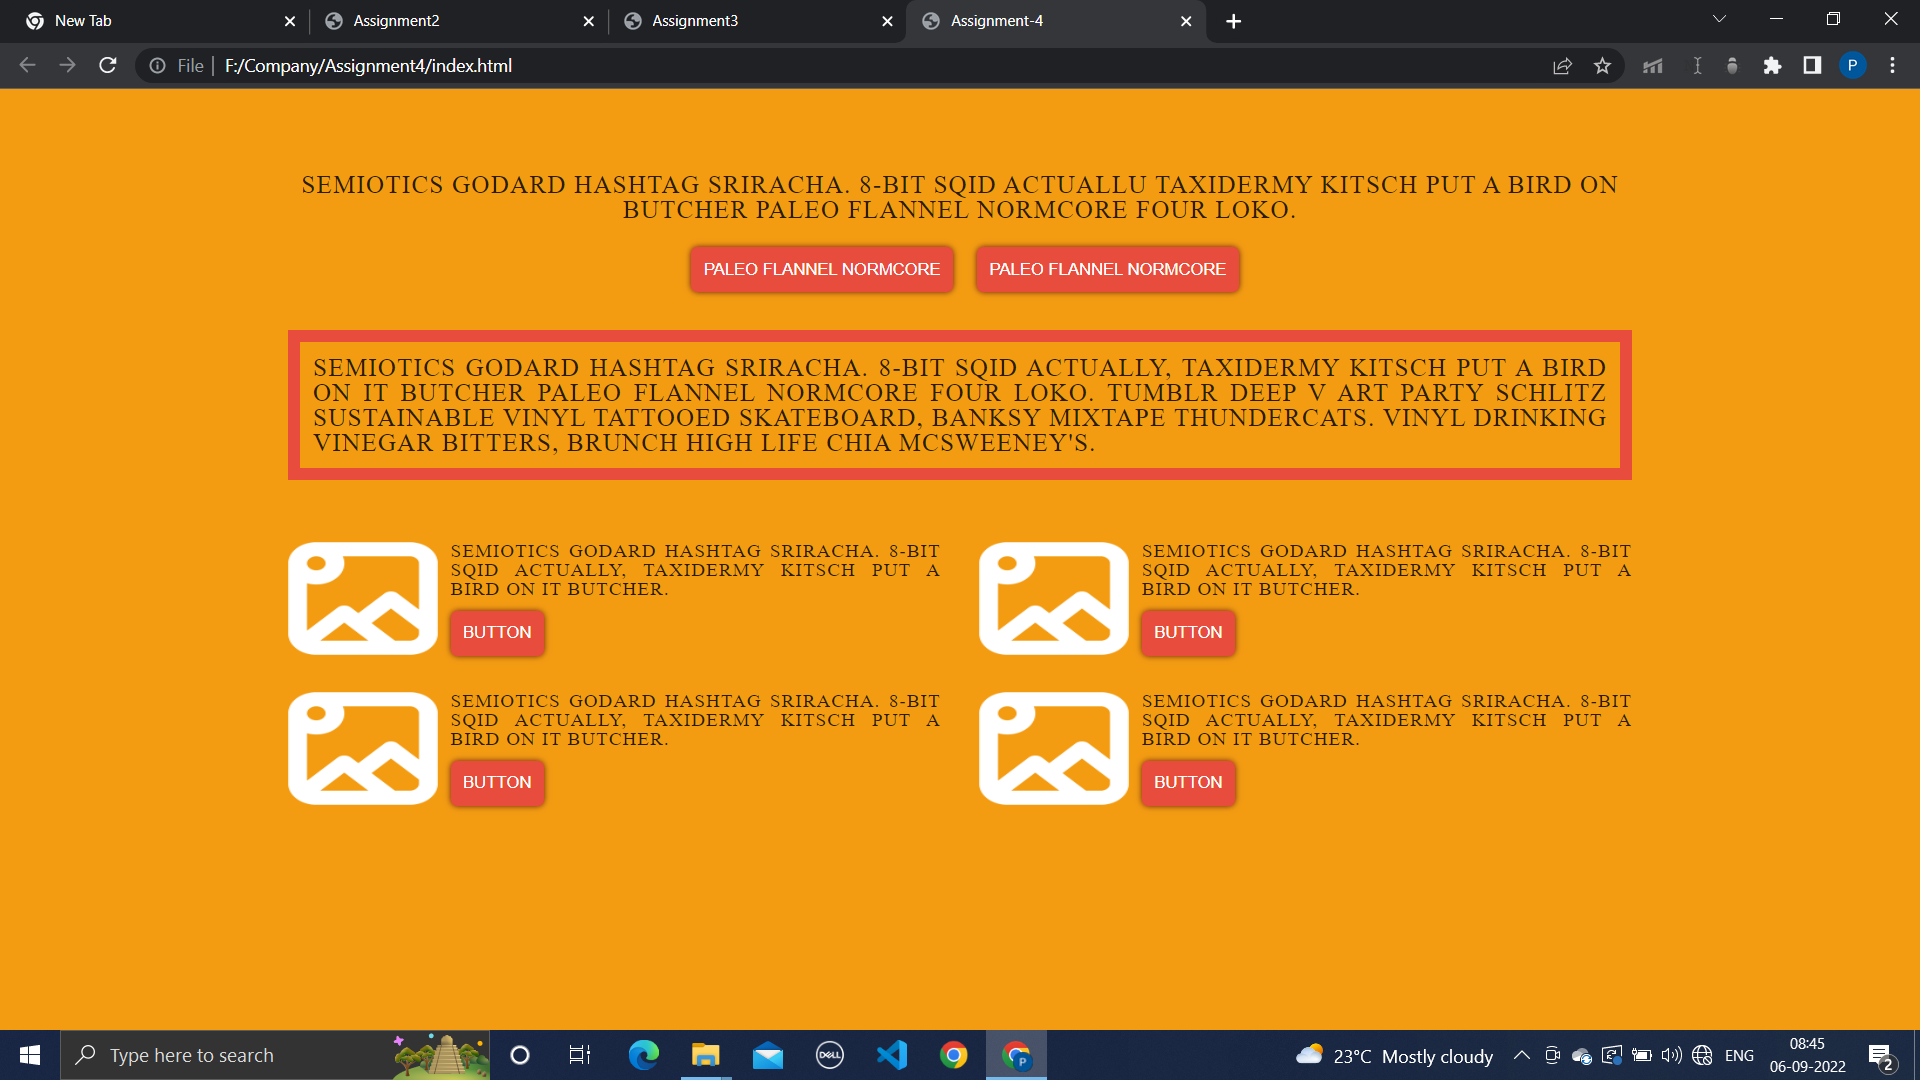 New Tab
Assignment2
Assignment3
Assignment-4
File | F:/Company/Assignment4/index.html
P
SEMIOTICS GODARD HASHTAG SRIRACHA. 8-BIT SQID ACTUALLU TAXIDERMY KITSCH PUT A BIRD ON
BUTCHER PALEO FLANNEL NORMCORE FOUR LOKO.
PALEO FLANNEL NORMCORE
PALEO FLANNEL NORMCORE
SEMIOTICS GODARD HASHTAG SRIRACHA. 8-BIT SQID ACTUALLY, TAXIDERMY KITSCH PUT A BIRD
ON IT BUTCHER PALEO FLANNEL NORMCORE FOUR LOKO. TUMBLR DEEP V ART PARTY SCHLITZ
SUSTAINABLE VINYL TATTOOED SKATEBOARD, BANKSY MIXTAPE THUNDERCATS. VINYL DRINKING
VINEGAR BITTERS, BRUNCH HIGH LIFE CHIA MCSWEENEY'S.
SEMIOTICS GODARD HASHTAG SRIRACHA. 8-BIT
SQID ACTUALLY, TAXIDERMY KITSCH PUT A
BIRD ON IT BUTCHER.
BUTTON
SEMIOTICS GODARD HASHTAG SRIRACHA. 8-BIT
SQID ACTUALLY, TAXIDERMY KITSCH PUT A
BIRD ON IT BUTCHER.
BUTTON
SEMIOTICS GODARD HASHTAG SRIRACHA. 8-BIT
SQID ACTUALLY, TAXIDERMY KITSCH PUT A
BIRD ON IT BUTCHER.
BUTTON
SEMIOTICS GODARD HASHTAG SRIRACHA. 8-BIT
SQID ACTUALLY, TAXIDERMY KITSCH PUT A
BIRD ON IT BUTCHER.
BUTTON
Type here to search
DELL
P
23°C Mostly cloudy
ENG
08:45
06-09-2022
2